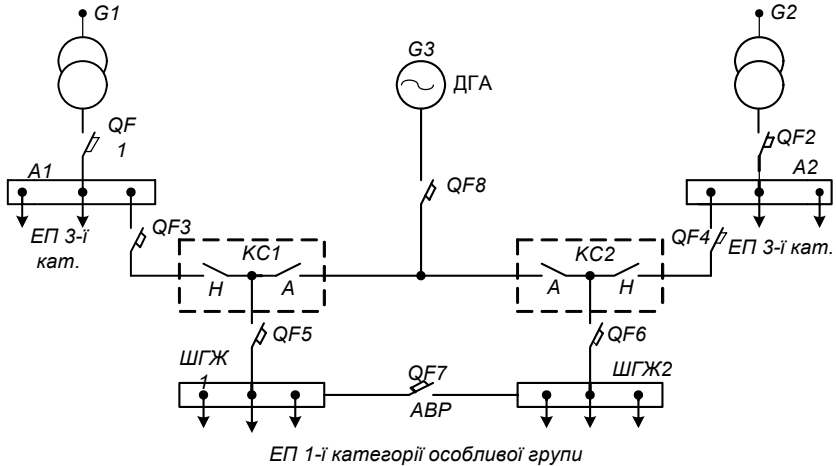 G1
G2
G3
ДГА
QF
1
QF2
A1
A2
QF8
QF3
QF4
ЕП 3-ї
кат.
ЕП 3-ї кат.
КС1
КС2
Н
А
А
Н
QF5
QF6
ШГЖ
1
QF7
ШГЖ2
АВР
ЕП 1-ї категорії особливої групи